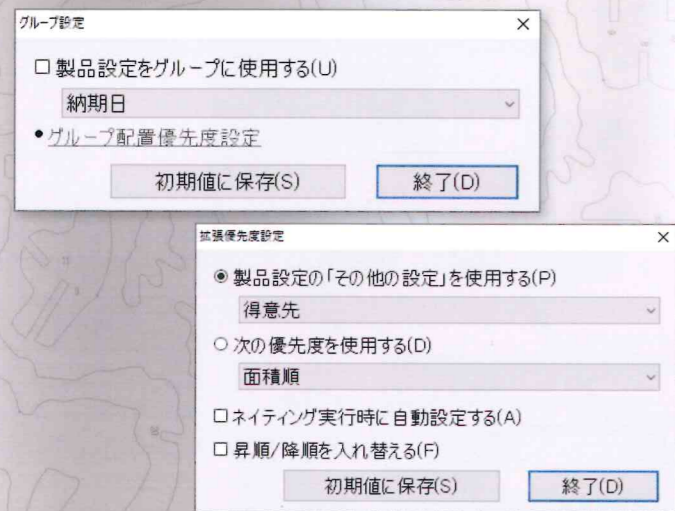 グループ設定
製品設定をグループに使用する(U)
納期日
グループ配置優先度設定
初期値に保存(S)
終了(D)
拡張優先度設定
製品設定の「その他の設定」を使用する(P)
得意先
次の優先度を使用する(D)
面積順
ネイティング実行時に自動設定する(A)
昇順/降順を入れ替える(F)
初期値に保存(S)
終了(D)